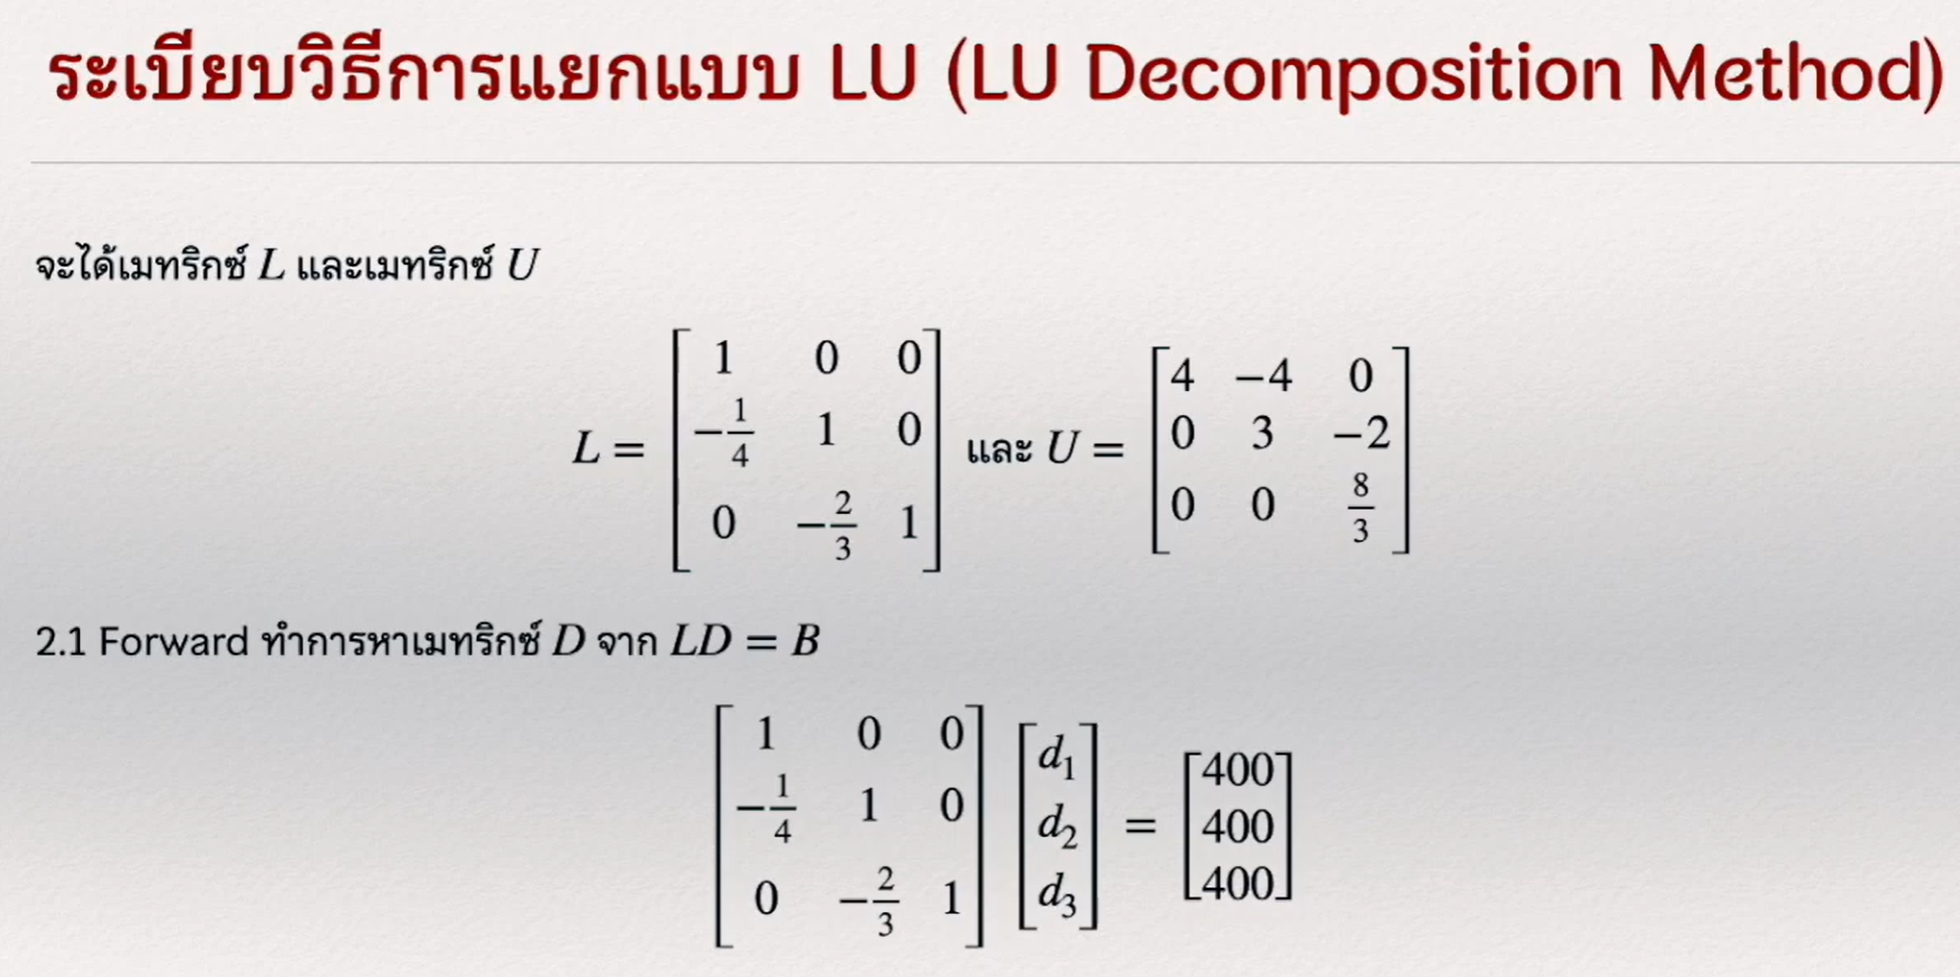 ระเบียบวิธีการแยกแบบ LU (LU Decomposition Method)
จะได้เมทริกซ์ L และเมทริกซ์ U
L = [1 0 0; -1/4 1 0; 0 -2/3 1] และ U = [4 -4 0; 0 3 -2; 0 0 8/3]
2.1 Forward ทำการหาเมทริกซ์ D จาก LD = B
[1 0 0; -1/4 1 0; 0 -2/3 1] [d1; d2; d3] = [400; 400; 400]